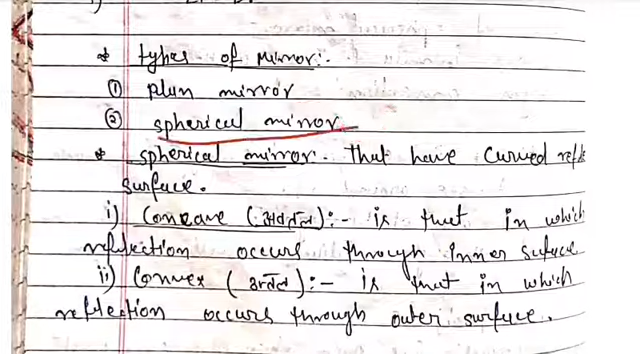 * types of mirror:-
① plan mirror
② spherical mirror
* spherical mirror. That have curved
surface.
i) Concave (अवतल):- is that in which
reflection occurs through inner surface
ii) Convex (उत्तल):- is that in which
reflection occurs through outer surface.